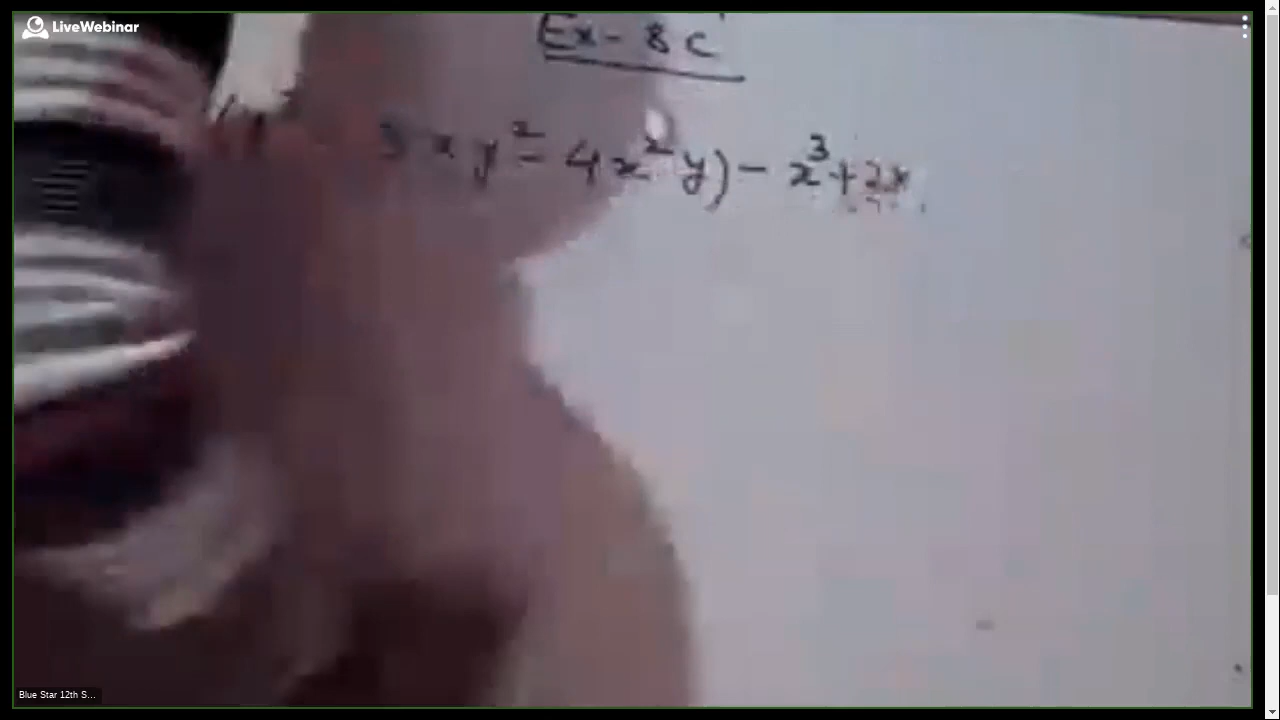 LiveWebinar
Ex - 8 C
3xy² - 4x²y) - x³ + 2x
Blue Star 12th S...